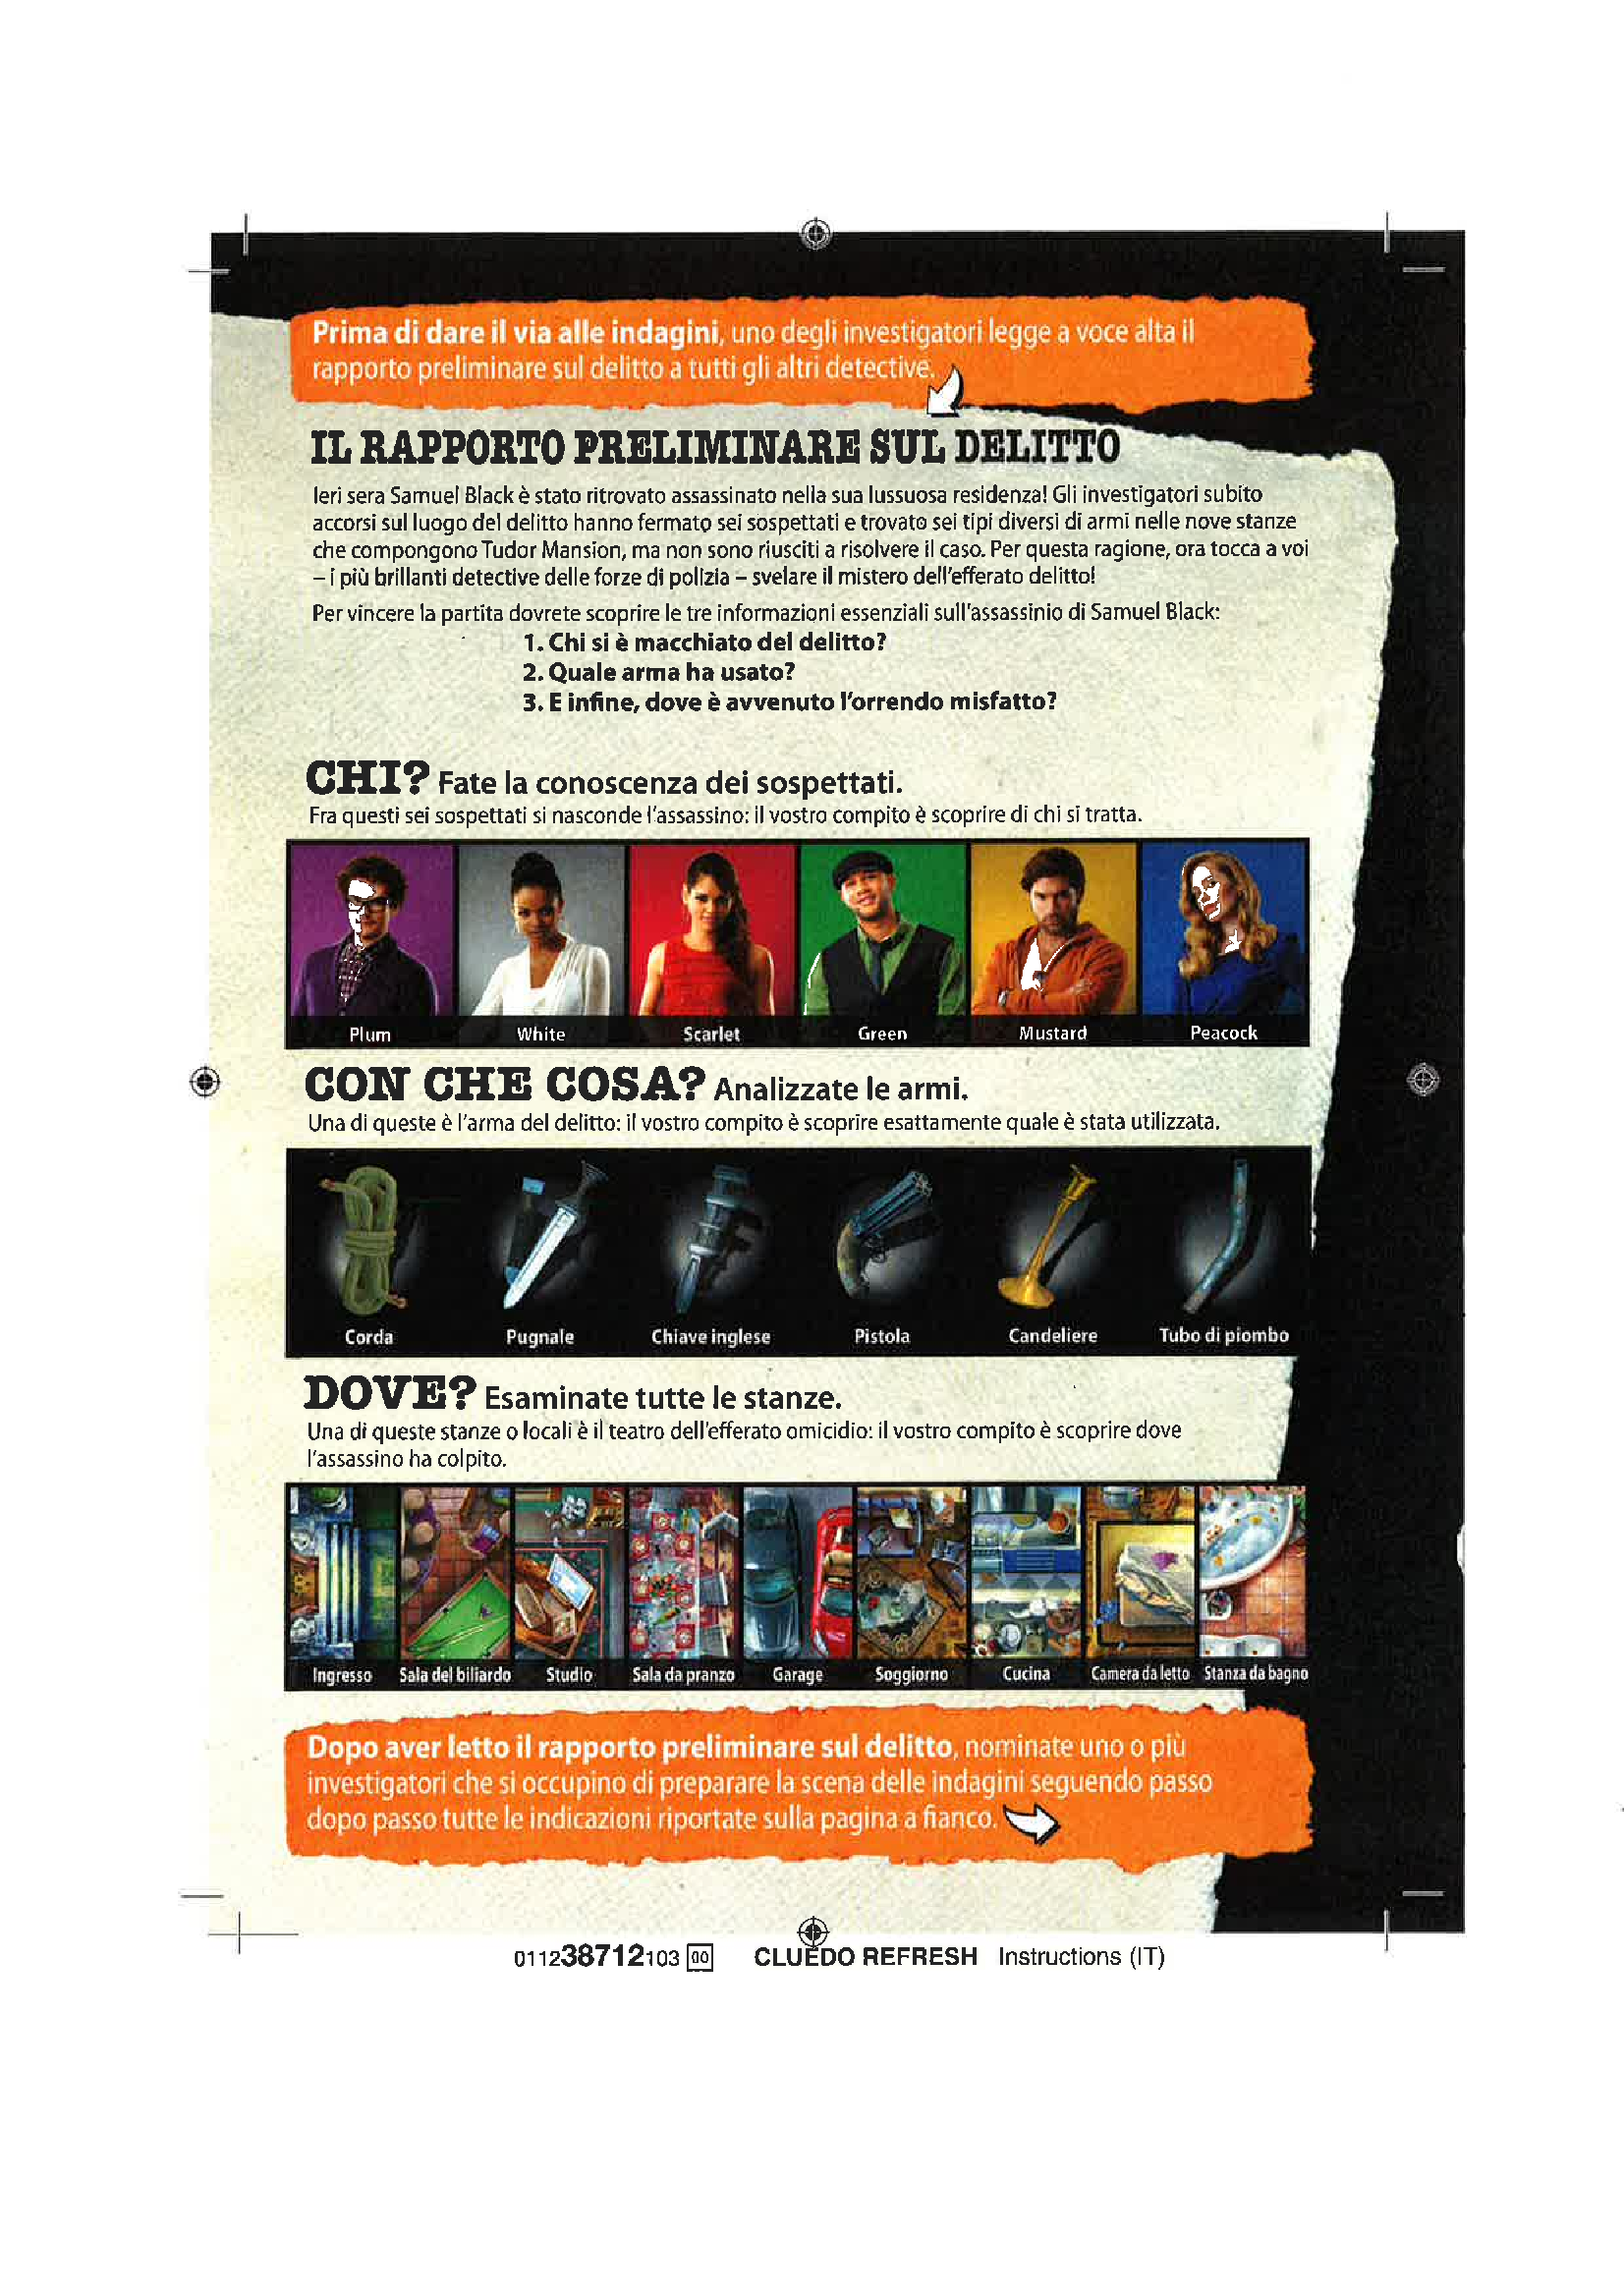 Prima di dare il via alle indagini, uno degli investigatori legge a voce alta il
rapporto preliminare sul delitto a tutti gli altri detective.
IL RAPPORTO PRELIMINARE SUL DELITTO
Ieri sera Samuel Black è stato ritrovato assassinato nella sua lussuosa residenza! Gli investigatori subito
accorsi sul luogo del delitto hanno fermato sei sospettati e trovato sei tipi diversi di armi nelle nove stanze
che compongono Tudor Mansion, ma non sono riusciti a risolvere il caso. Per questa ragione, ora tocca a voi
– i più brillanti detective delle forze di polizia – svelare il mistero dell'efferato delitto!
Per vincere la partita dovrete scoprire le tre informazioni essenziali sull'assassinio di Samuel Black:
1. Chi si è macchiato del delitto?
2. Quale arma ha usato?
3. E infine, dove è avvenuto l'orrendo misfatto?
CHI? Fate la conoscenza dei sospettati.
Fra questi sei sospettati si nasconde l'assassino: il vostro compito è scoprire di chi si tratta.
Plum White Scarlet Green Mustard Peacock
CON CHE COSA? Analizzate le armi.
Una di queste è l'arma del delitto: il vostro compito è scoprire esattamente quale è stata utilizzata.
Corda Pugnale Chiave inglese Pistola Candeliere Tubo di piombo
DOVE? Esaminate tutte le stanze.
Una di queste stanze o locali è il teatro dell'efferato omicidio: il vostro compito è scoprire dove
l'assassino ha colpito.
Ingresso Sala del biliardo Studio Sala da pranzo Garage Soggiorno Cucina Camera da letto Stanza da bagno
Dopo aver letto il rapporto preliminare sul delitto, nominate uno o più
investigatori che si occupino di preparare la scena delle indagini seguendo passo
dopo passo tutte le indicazioni riportate sulla pagina a fianco.
011238712103 00 CLUEDO REFRESH Instructions (IT)